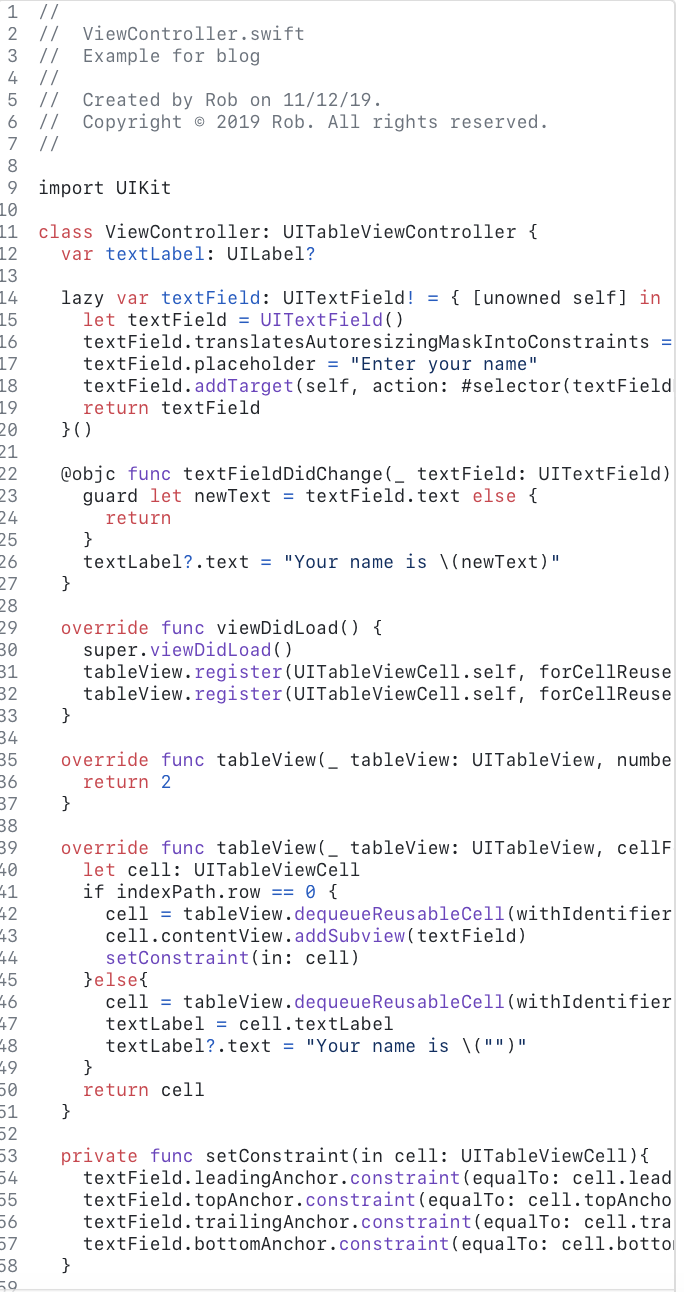 1 //
2 //  ViewController.swift
3 //  Example for blog
4 //
5 //  Created by Rob on 11/12/19.
6 //  Copyright © 2019 Rob. All rights reserved.
7 //
8
9 import UIKit
10
11 class ViewController: UITableViewController {
12   var textLabel: UILabel?
13
14   lazy var textField: UITextField! = { [unowned self] in
15     let textField = UITextField()
16     textField.translatesAutoresizingMaskIntoConstraints =
17     textField.placeholder = "Enter your name"
18     textField.addTarget(self, action: #selector(textField
19     return textField
20   }()
21
22   @objc func textFieldDidChange(_ textField: UITextField)
23     guard let newText = textField.text else {
24       return
25     }
26     textLabel?.text = "Your name is \(newText)"
27   }
28
29   override func viewDidLoad() {
30     super.viewDidLoad()
31     tableView.register(UITableViewCell.self, forCellReuse
32     tableView.register(UITableViewCell.self, forCellReuse
33   }
34
35   override func tableView(_ tableView: UITableView, numbe
36     return 2
37   }
38
39   override func tableView(_ tableView: UITableView, cellF
40     let cell: UITableViewCell
41     if indexPath.row == 0 {
42       cell = tableView.dequeueReusableCell(withIdentifier
43       cell.contentView.addSubview(textField)
44       setConstraint(in: cell)
45     }else{
46       cell = tableView.dequeueReusableCell(withIdentifier
47       textLabel = cell.textLabel
48       textLabel?.text = "Your name is \("")"
49     }
50     return cell
51   }
52
53   private func setConstraint(in cell: UITableViewCell){
54     textField.leadingAnchor.constraint(equalTo: cell.lead
55     textField.topAnchor.constraint(equalTo: cell.topAncho
56     textField.trailingAnchor.constraint(equalTo: cell.tra
57     textField.bottomAnchor.constraint(equalTo: cell.botto
58   }
59